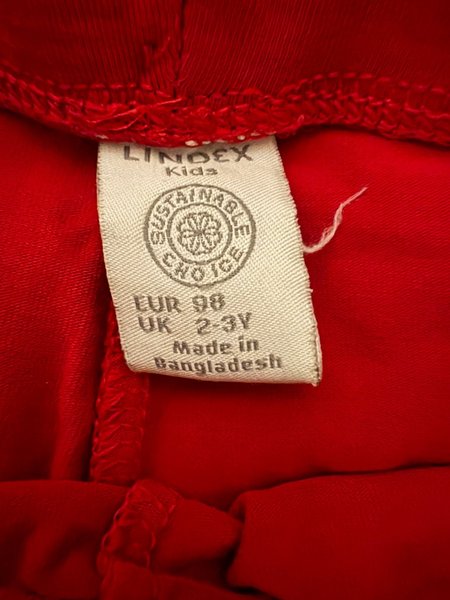 LINDEX
Kids
SUSTAINABLE
CHOICE
EUR 98
UK 2-3Y
Made in
Bangladesh